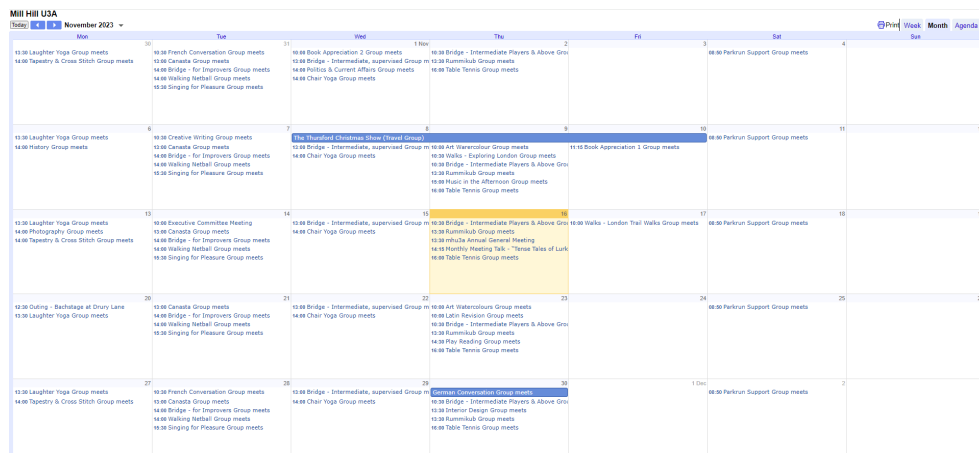 Mill Hill U3A
Today November 2023 Print Week Month Agenda
Mon Tue Wed Thu Fri Sat Sun
30 31 1 Nov 2 3 4
13:30 Laughter Yoga Group meets
14:00 Tapestry & Cross Stitch Group meets
10:30 French Conversation Group meets
13:00 Canasta Group meets
14:00 Bridge - for Improvers Group meets
14:00 Walking Netball Group meets
15:30 Singing for Pleasure Group meets
10:00 Book Appreciation 2 Group meets
13:00 Bridge - Intermediate, supervised Group m
14:00 Politics & Current Affairs Group meets
14:00 Chair Yoga Group meets
10:30 Bridge - Intermediate Players & Above Gro
13:30 Rummikub Group meets
16:00 Table Tennis Group meets
08:50 Parkrun Support Group meets
6 7 8 9 10 11
13:30 Laughter Yoga Group meets
14:00 History Group meets
10:30 Creative Writing Group meets
13:00 Canasta Group meets
14:00 Bridge - for Improvers Group meets
14:00 Walking Netball Group meets
15:30 Singing for Pleasure Group meets
The Thursford Christmas Show (Travel Group)
13:00 Bridge - Intermediate, supervised Group m
14:00 Chair Yoga Group meets
10:00 Art Warercolour Group meets
10:30 Walks - Exploring London Group meets
10:30 Bridge - Intermediate Players & Above Gro
13:30 Rummikub Group meets
15:00 Music in the Afternoon Group meets
16:00 Table Tennis Group meets
11:15 Book Appreciation 1 Group meets
08:50 Parkrun Support Group meets
13 14 15 16 17 18
13:30 Laughter Yoga Group meets
14:00 Photography Group meets
14:00 Tapestry & Cross Stitch Group meets
10:00 Executive Committee Meeting
13:00 Canasta Group meets
14:00 Bridge - for Improvers Group meets
14:00 Walking Netball Group meets
15:30 Singing for Pleasure Group meets
13:00 Bridge - Intermediate, supervised Group m
14:00 Chair Yoga Group meets
10:30 Bridge - Intermediate Players & Above Gro
13:30 Rummikub Group meets
13:30 mhu3a Annual General Meeting
14:15 Monthly Meeting Talk - "Tense Tales of Lurk
16:00 Table Tennis Group meets
10:00 Walks - London Trail Walks Group meets
08:50 Parkrun Support Group meets
20 21 22 23 24 25
12:30 Outing - Backstage at Drury Lane
13:30 Laughter Yoga Group meets
13:00 Canasta Group meets
14:00 Bridge - for Improvers Group meets
14:00 Walking Netball Group meets
15:30 Singing for Pleasure Group meets
13:00 Bridge - Intermediate, supervised Group m
14:00 Chair Yoga Group meets
10:00 Art Watercolours Group meets
10:00 Latin Revision Group meets
10:30 Bridge - Intermediate Players & Above Gro
13:30 Rummikub Group meets
14:30 Play Reading Group meets
16:00 Table Tennis Group meets
08:50 Parkrun Support Group meets
27 28 29 30 1 Dec 2
13:30 Laughter Yoga Group meets
14:00 Tapestry & Cross Stitch Group meets
10:30 French Conversation Group meets
13:00 Canasta Group meets
14:00 Bridge - for Improvers Group meets
14:00 Walking Netball Group meets
15:30 Singing for Pleasure Group meets
13:00 Bridge - Intermediate, supervised Group m
14:00 Chair Yoga Group meets
German Conversation Group meets
10:30 Bridge - Intermediate Players & Above Gro
13:30 Interior Design Group meets
13:30 Rummikub Group meets
16:00 Table Tennis Group meets
08:50 Parkrun Support Group meets